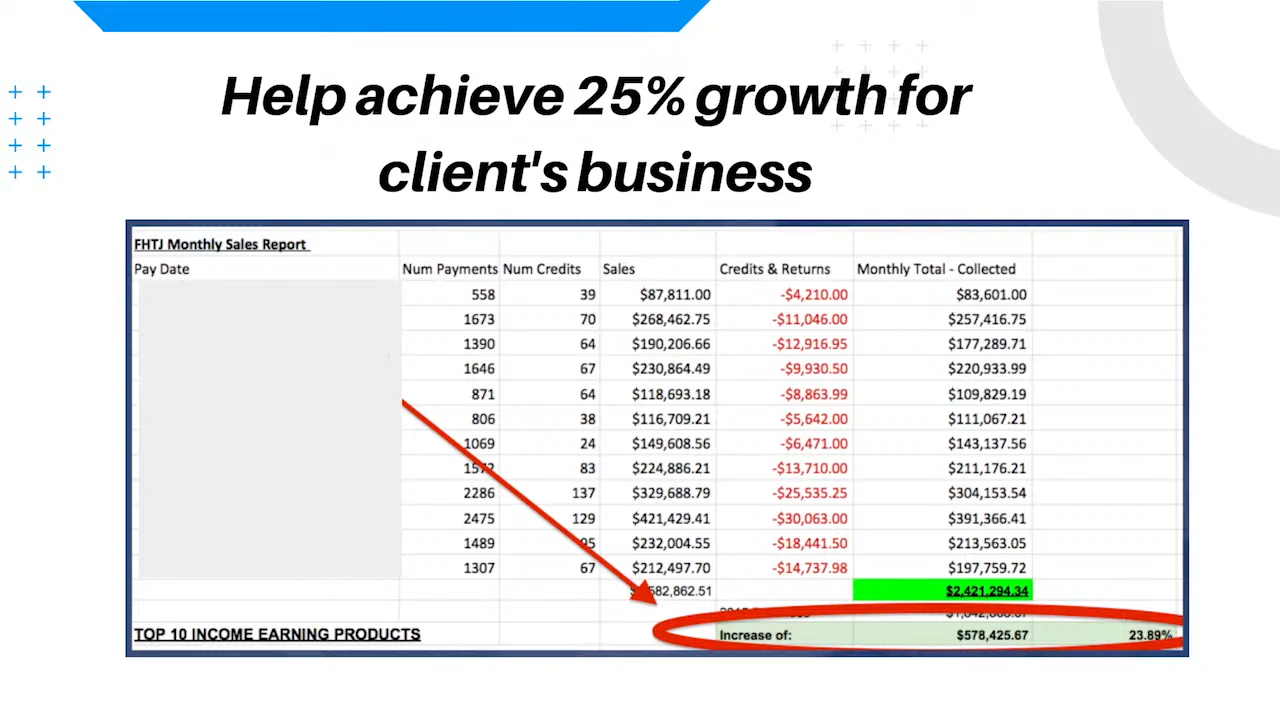 Help achieve 25% growth for
client's business
FHTJ Monthly Sales Report
Pay Date Num Payments Num Credits Sales Credits & Returns Monthly Total - Collected
558 39 $87,811.00 -$4,210.00 $83,601.00
1673 70 $268,462.75 -$11,046.00 $257,416.75
1390 64 $190,206.66 -$12,916.95 $177,289.71
1646 67 $230,864.49 -$9,930.50 $220,933.99
871 64 $118,693.18 -$8,863.99 $109,829.19
806 38 $116,709.21 -$5,642.00 $111,067.21
1069 24 $149,608.56 -$6,471.00 $143,137.56
1572 83 $224,886.21 -$13,710.00 $211,176.21
2286 137 $329,688.79 -$25,535.25 $304,153.54
2475 129 $421,429.41 -$30,063.00 $391,366.41
1489 95 $232,004.55 -$18,441.50 $213,563.05
1307 67 $212,497.70 -$14,737.98 $197,759.72
$2,421,294.34
TOP 10 INCOME EARNING PRODUCTS Increase of: $578,425.67 23.89%